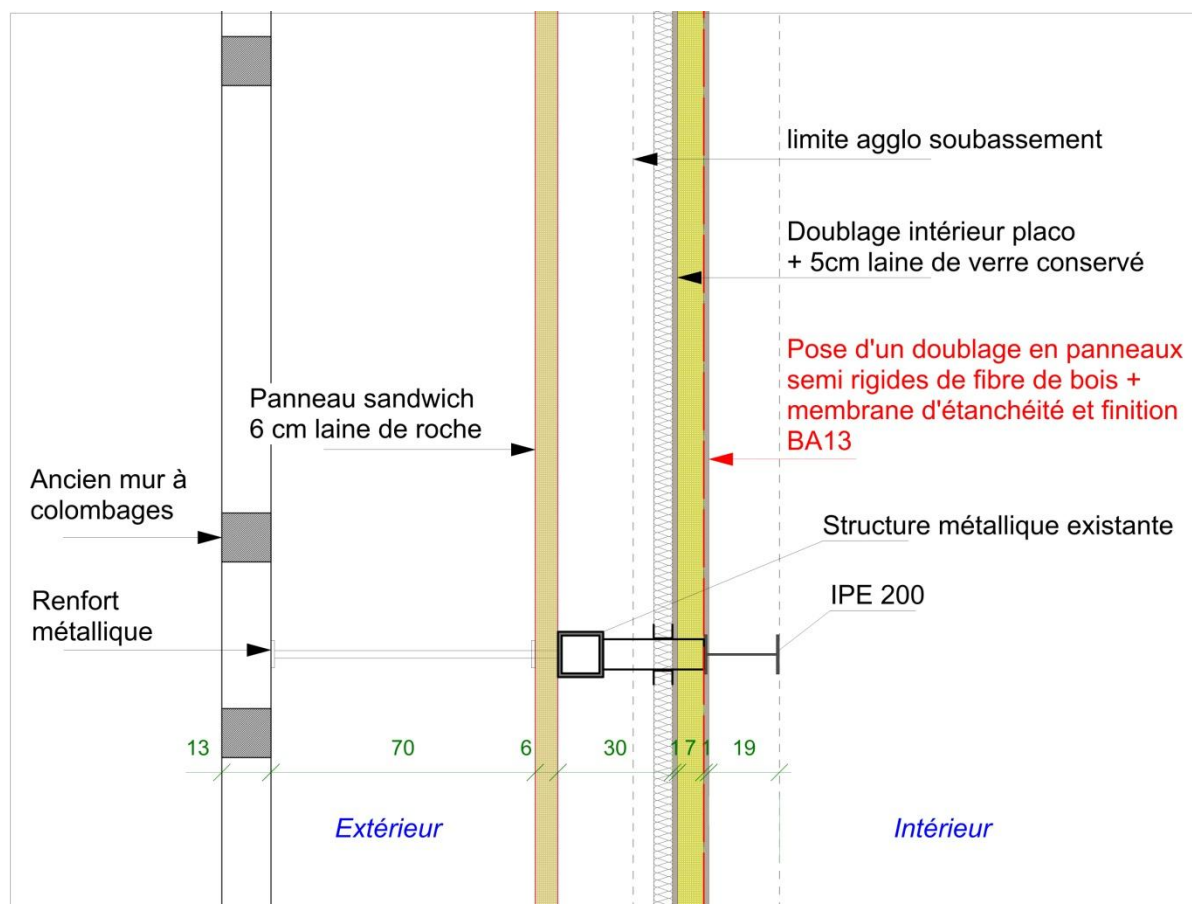 limite agglo soubassement
Doublage intérieur placo
+ 5cm laine de verre conservé
Pose d'un doublage en panneaux
semi rigides de fibre de bois +
membrane d'étanchéité et finition
BA13
Panneau sandwich
6 cm laine de roche
Ancien mur à
colombages
Structure métallique existante
Renfort
métallique
IPE 200
13 70 6 30 1 7 1 19
Extérieur
Intérieur